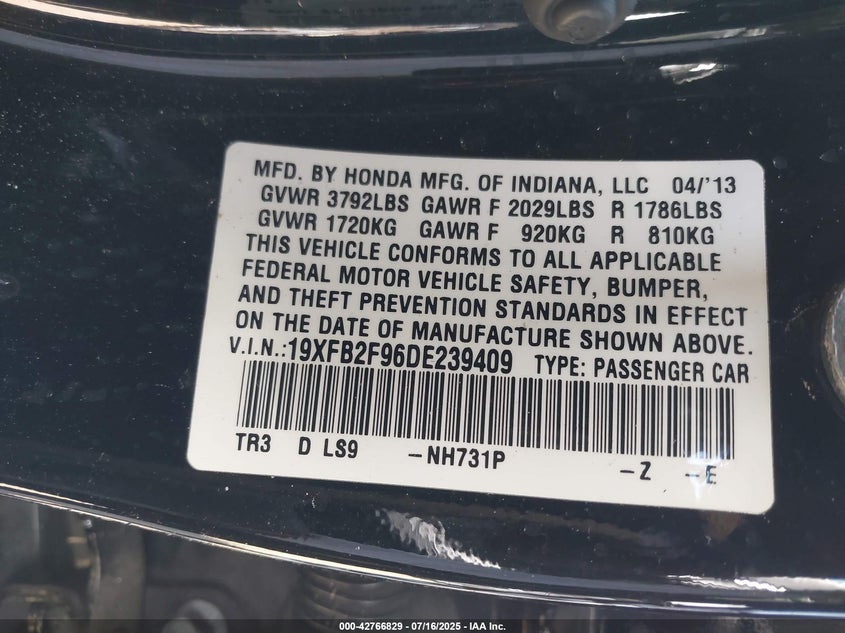 MFD. BY HONDA MFG. OF INDIANA, LLC 04/'13
GVWR 3792LBS GAWR F 2029LBS R 1786LBS
GVWR 1720KG GAWR F 920KG R 810KG
THIS VEHICLE CONFORMS TO ALL APPLICABLE
FEDERAL MOTOR VEHICLE SAFETY, BUMPER,
AND THEFT PREVENTION STANDARDS IN EFFECT
ON THE DATE OF MANUFACTURE SHOWN ABOVE.
V.I.N.:19XFB2F96DE239409 TYPE: PASSENGER CAR
TR3 D LS9 -NH731P -Z -E
000-42766829 - 07/16/2025 - IAA Inc.